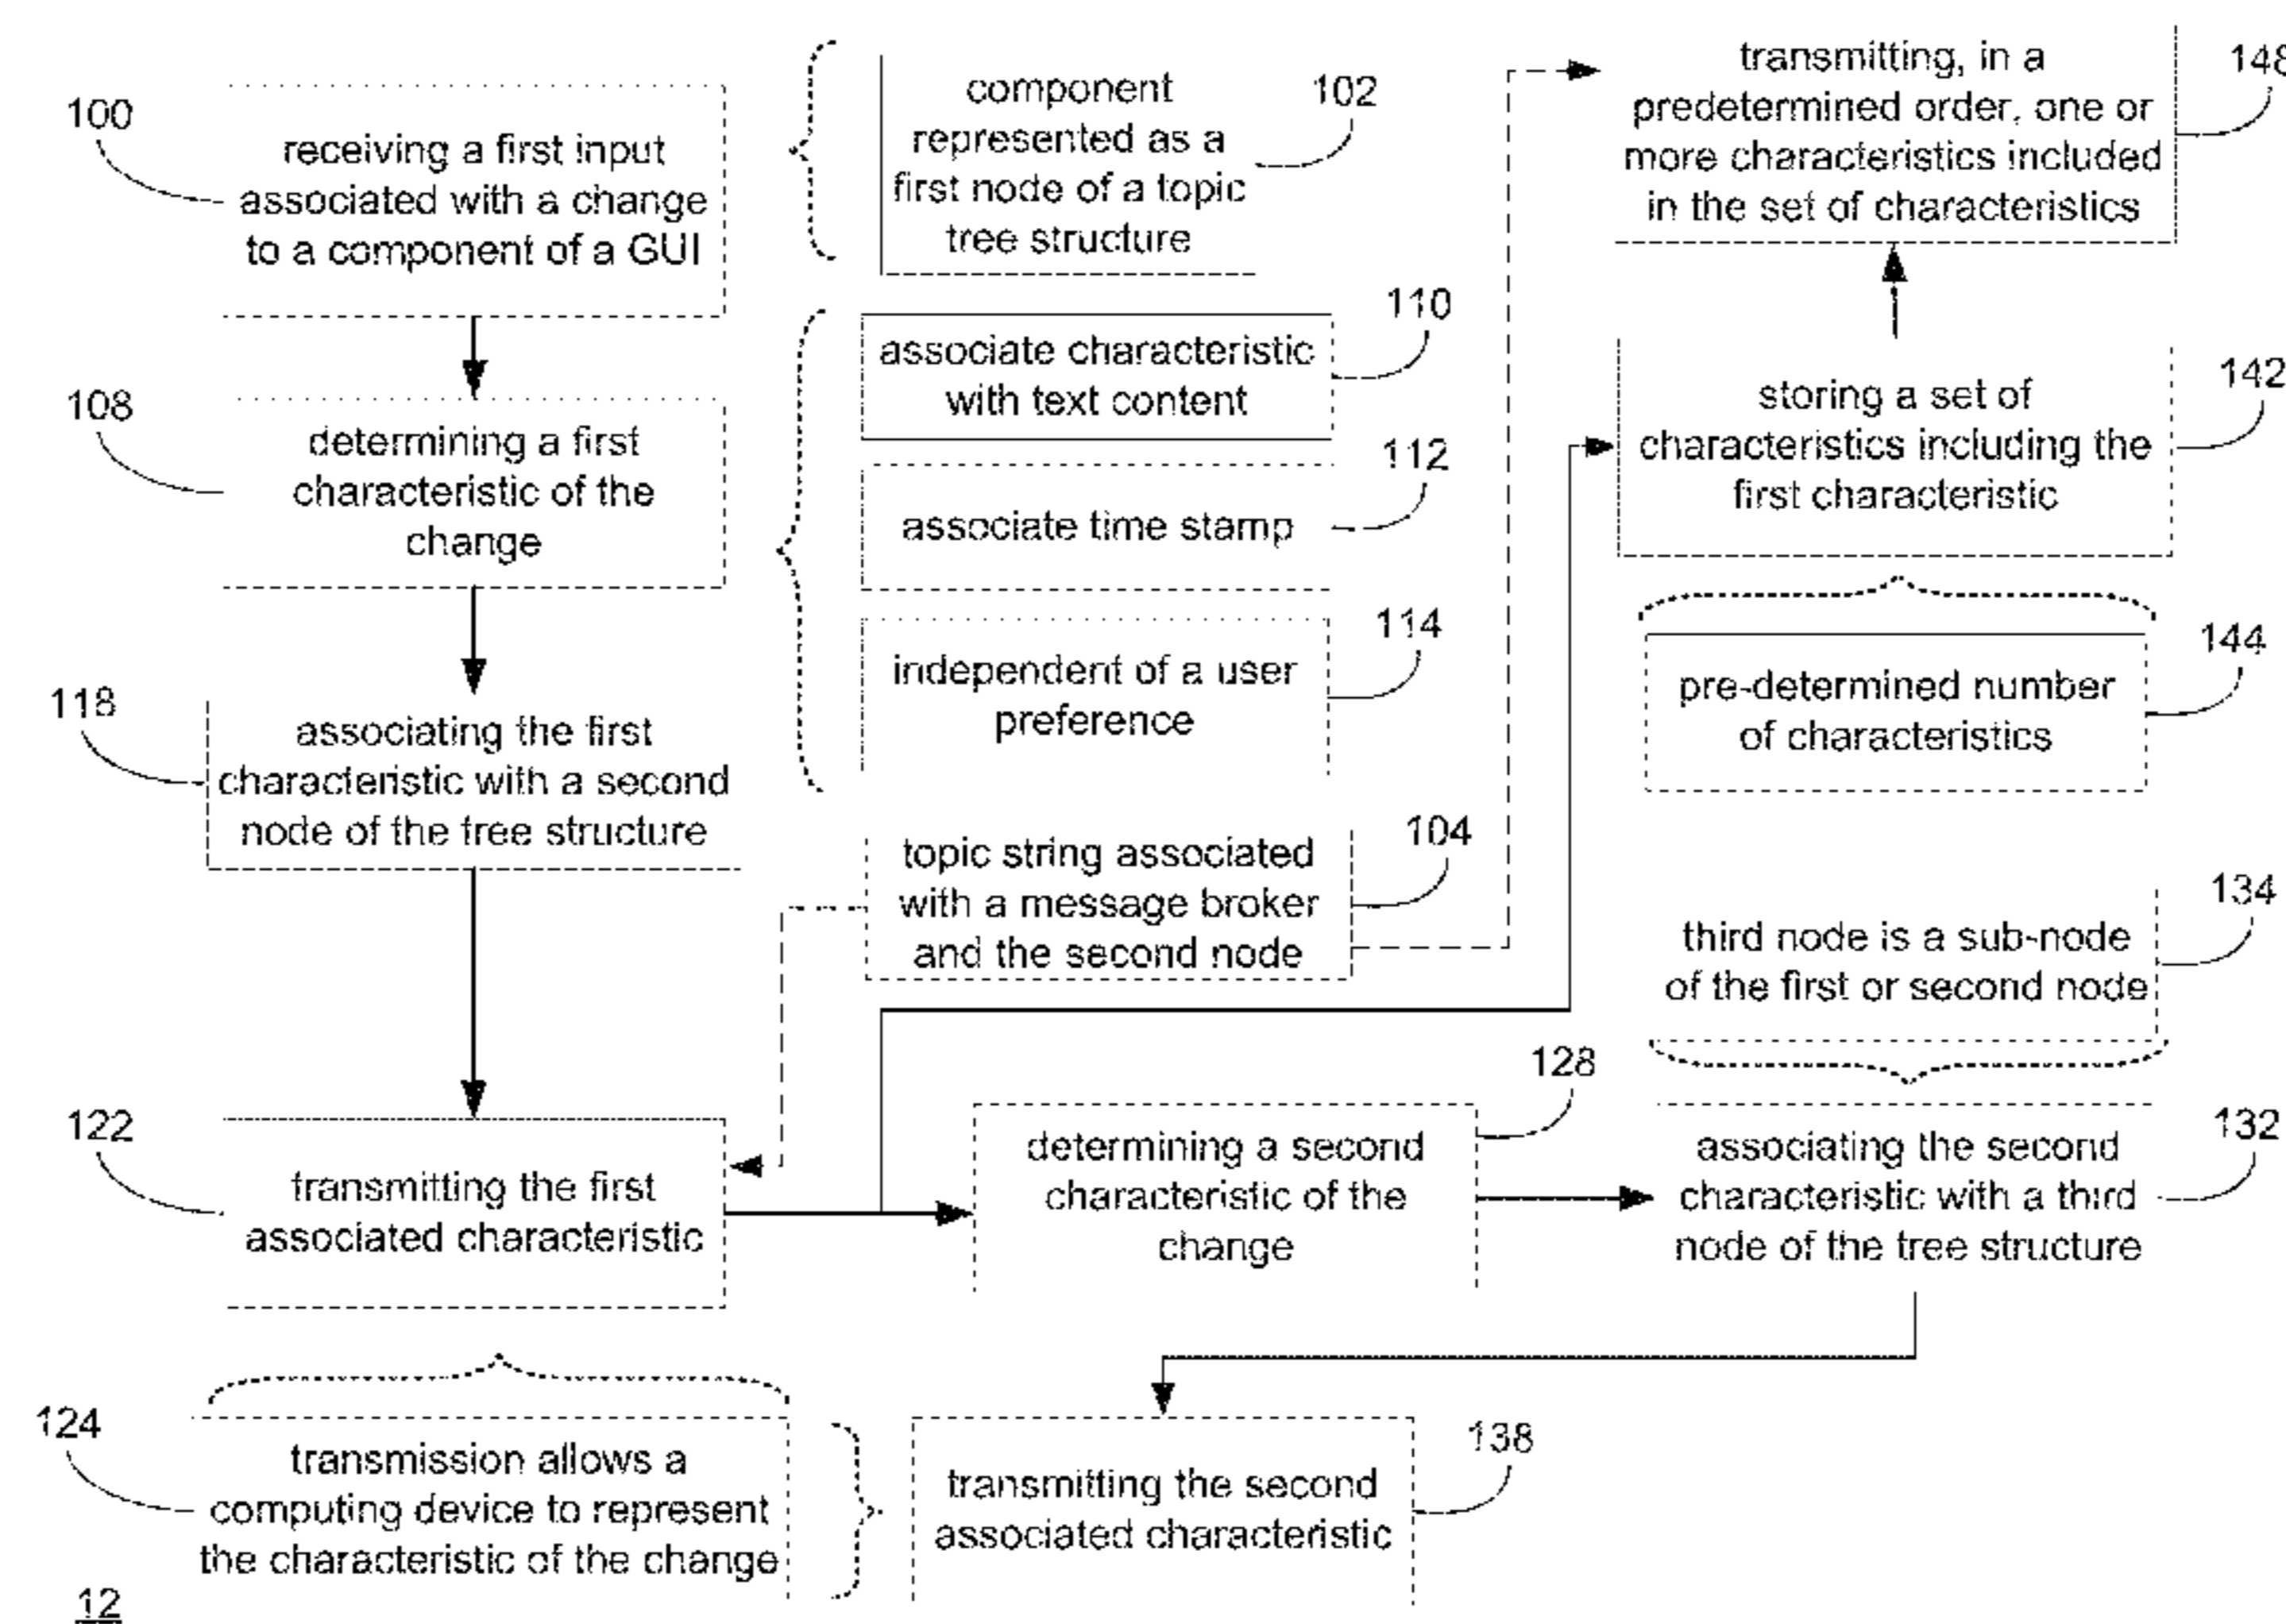 100
receiving a first input
associated with a change
to a component of a GUI
component
represented as a
first node of a topic
tree structure
102
transmitting, in a
predetermined order, one or
more characteristics included
in the set of characteristics
148
108
determining a first
characteristic of the
change
associate characteristic
with text content
110
associate time stamp
112
independent of a user
preference
114
storing a set of
characteristics including the
first characteristic
142
pre-determined number
of characteristics
144
118
associating the first
characteristic with a second
node of the tree structure
topic string associated
with a message broker
and the second node
104
third node is a sub-node
of the first or second node
134
122
transmitting the first
associated characteristic
determining a second
characteristic of the
change
128
associating the second
characteristic with a third
node of the tree structure
132
124
transmission allows a
computing device to represent
the characteristic of the change
transmitting the second
associated characteristic
138
12